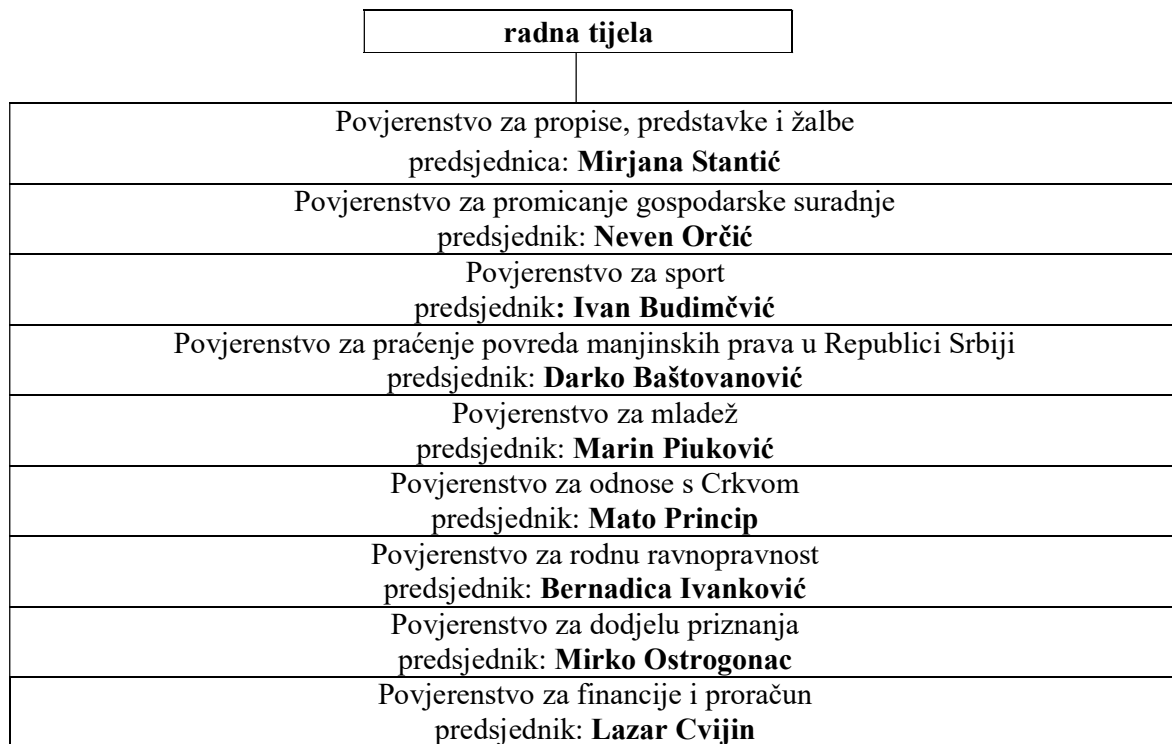 radna tijela
Povjerenstvo za propise, predstavke i žalbe
predsjednica: Mirjana Stantić
Povjerenstvo za promicanje gospodarske suradnje
predsjednik: Neven Orčić
Povjerenstvo za sport
predsjednik: Ivan Budimčvić
Povjerenstvo za praćenje povreda manjinskih prava u Republici Srbiji
predsjednik: Darko Baštovanović
Povjerenstvo za mladež
predsjednik: Marin Piuković
Povjerenstvo za odnose s Crkvom
predsjednik: Mato Princip
Povjerenstvo za rodnu ravnopravnost
predsjednik: Bernadica Ivanković
Povjerenstvo za dodjelu priznanja
predsjednik: Mirko Ostrogonac
Povjerenstvo za financije i proračun
predsjednik: Lazar Cvijin